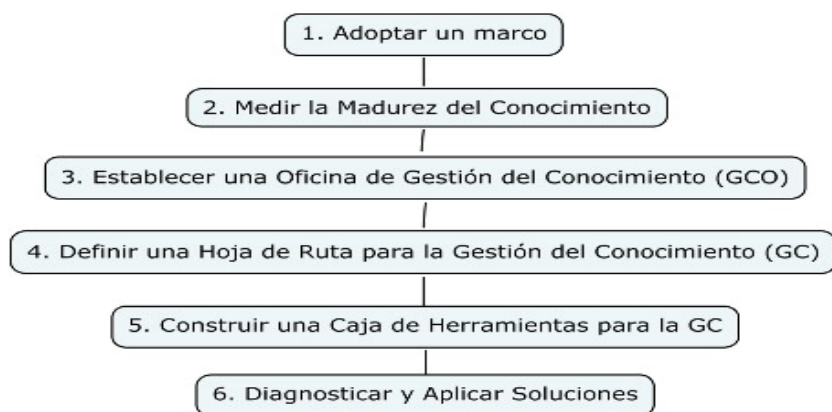 1. Adoptar un marco
2. Medir la Madurez del Conocimiento
3. Establecer una Oficina de Gestión del Conocimiento (GCO)
4. Definir una Hoja de Ruta para la Gestión del Conocimiento (GC)
5. Construir una Caja de Herramientas para la GC
6. Diagnosticar y Aplicar Soluciones